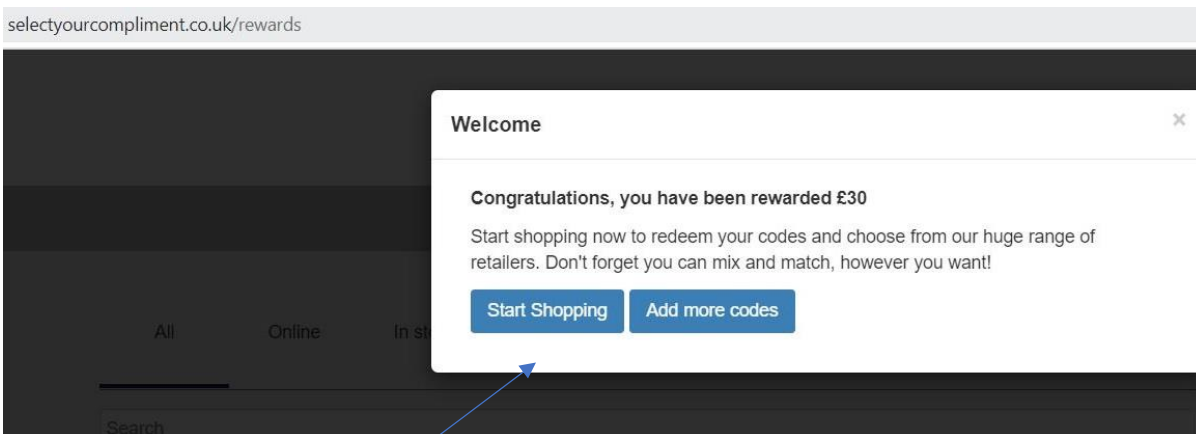 selectyourcompliment.co.uk/rewards
Welcome
×
Congratulations, you have been rewarded £30
Start shopping now to redeem your codes and choose from our huge range of
retailers. Don't forget you can mix and match, however you want!
Start Shopping Add more codes
All Online In st
Search